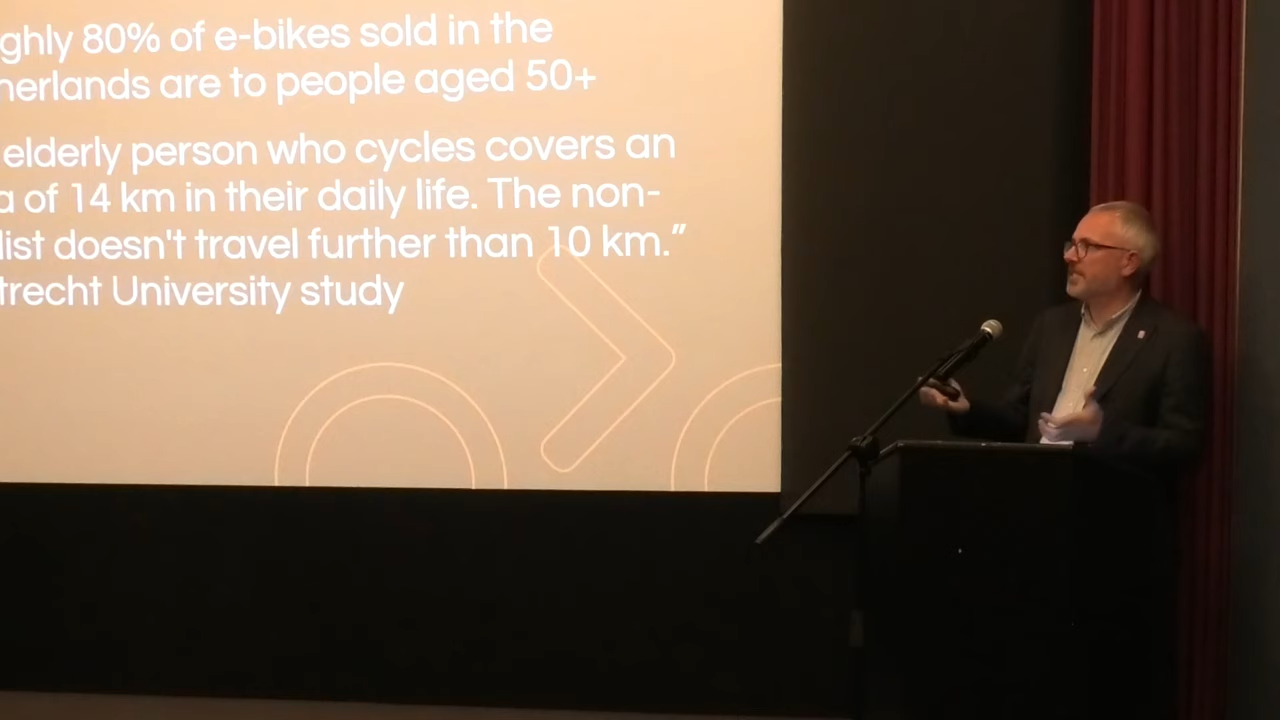 ghly 80% of e-bikes sold in the
herlands are to people aged 50+
elderly person who cycles covers an
a of 14 km in their daily life. The non-
list doesn't travel further than 10 km.”
trecht University study